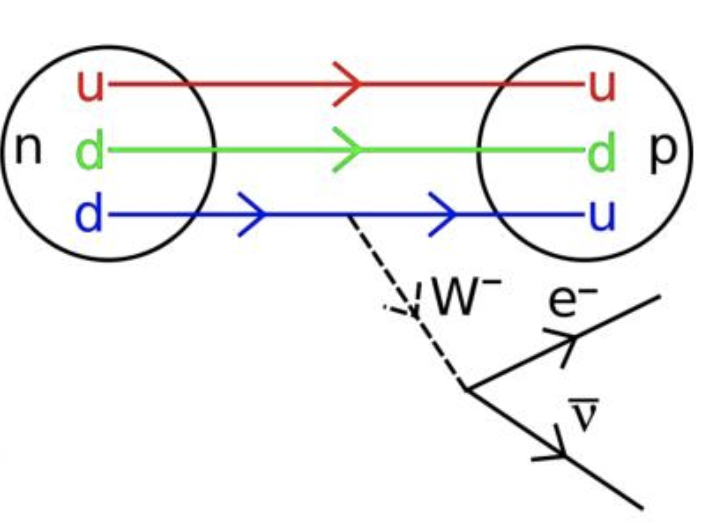 u u
n d d p
d u
W⁻ e⁻
ν̅